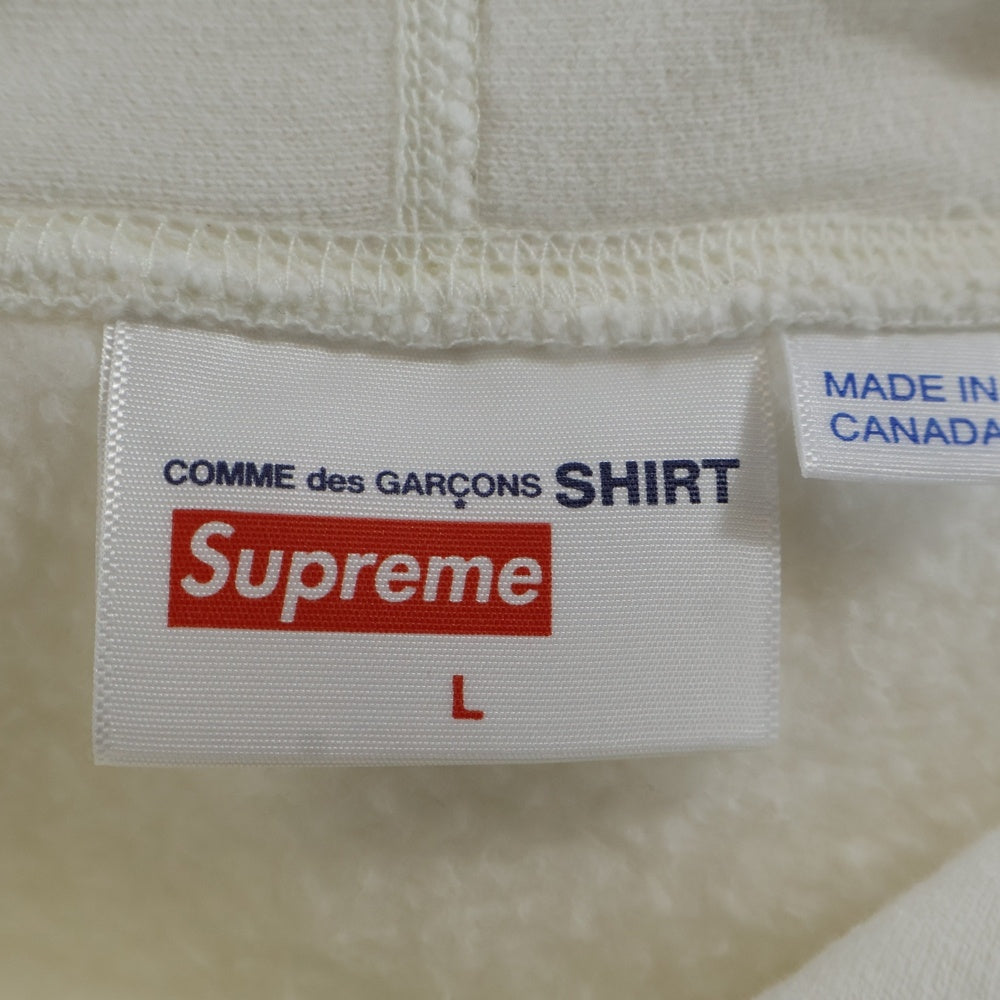 COMME des GARÇONS SHIRT
Supreme
L
MADE IN
CANADA